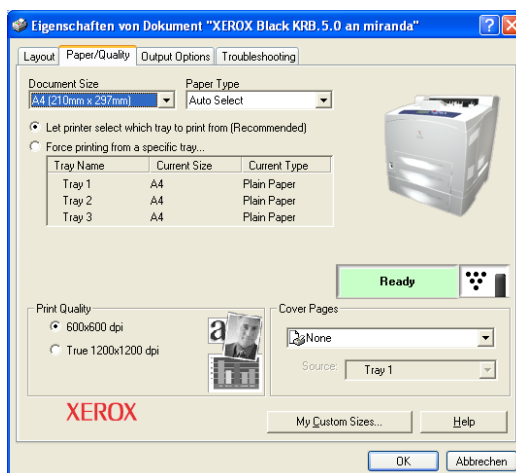 Eigenschaften von Dokument "XEROX Black KRB.5.0 an miranda"
Layout Paper/Quality Output Options Troubleshooting
Document Size Paper Type
A4 (210mm x 297mm) Auto Select
Let printer select which tray to print from (Recommended)
Force printing from a specific tray...
Tray Name Current Size Current Type
Tray 1 A4 Plain Paper
Tray 2 A4 Plain Paper
Tray 3 A4 Plain Paper
Ready
Print Quality
600x600 dpi
True 1200x1200 dpi
a
Cover Pages
None
Source: Tray 1
XEROX
My Custom Sizes... Help
OK Abbrechen